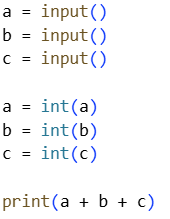 a = input()
b = input()
c = input()

a = int(a)
b = int(b)
c = int(c)

print(a + b + c)